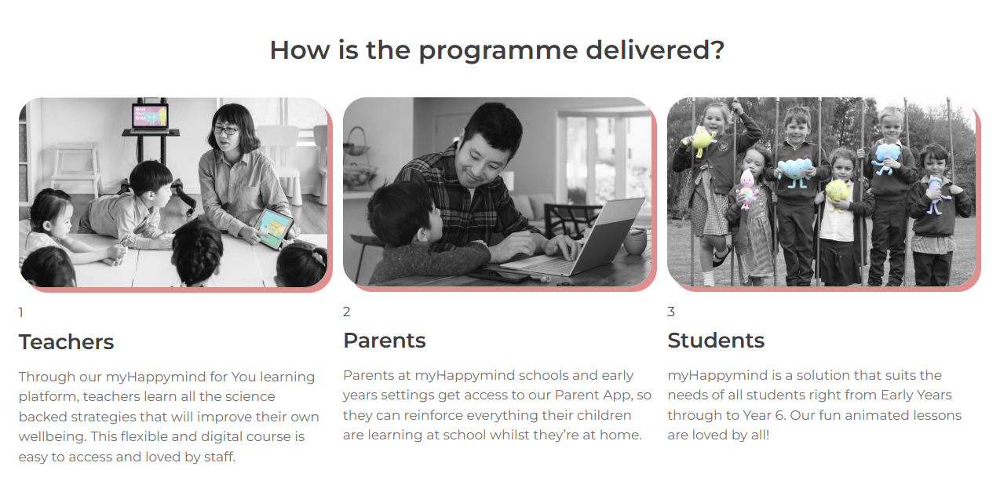 How is the programme delivered?
Meet
Your
Brain
1
Teachers
Through our myHappymind for You learning
platform, teachers learn all the science
backed strategies that will improve their own
wellbeing. This flexible and digital course is
easy to access and loved by staff.
2
Parents
Parents at myHappymind schools and early
years settings get access to our Parent App, so
they can reinforce everything their children
are learning at school whilst they’re at home.
3
Students
myHappymind is a solution that suits the
needs of all students right from Early Years
through to Year 6. Our fun animated lessons
are loved by all!